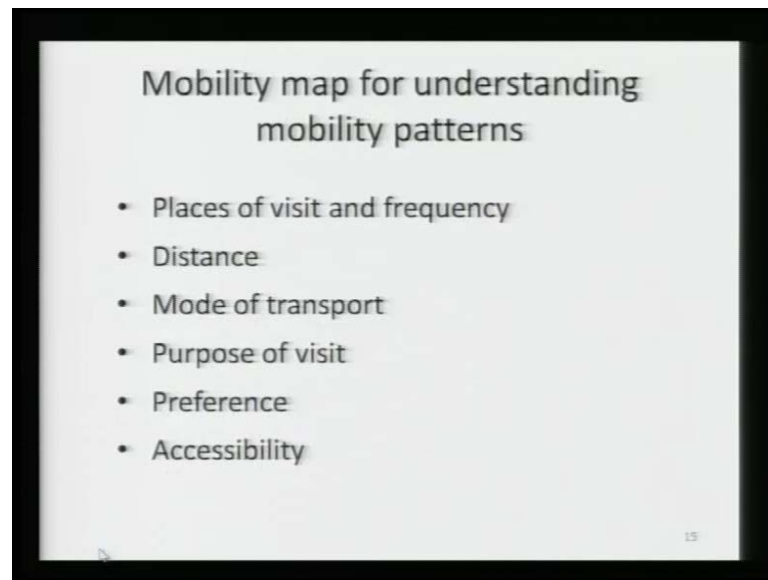 Mobility map for understanding
mobility patterns
• Places of visit and frequency
• Distance
• Mode of transport
• Purpose of visit
• Preference
• Accessibility
15